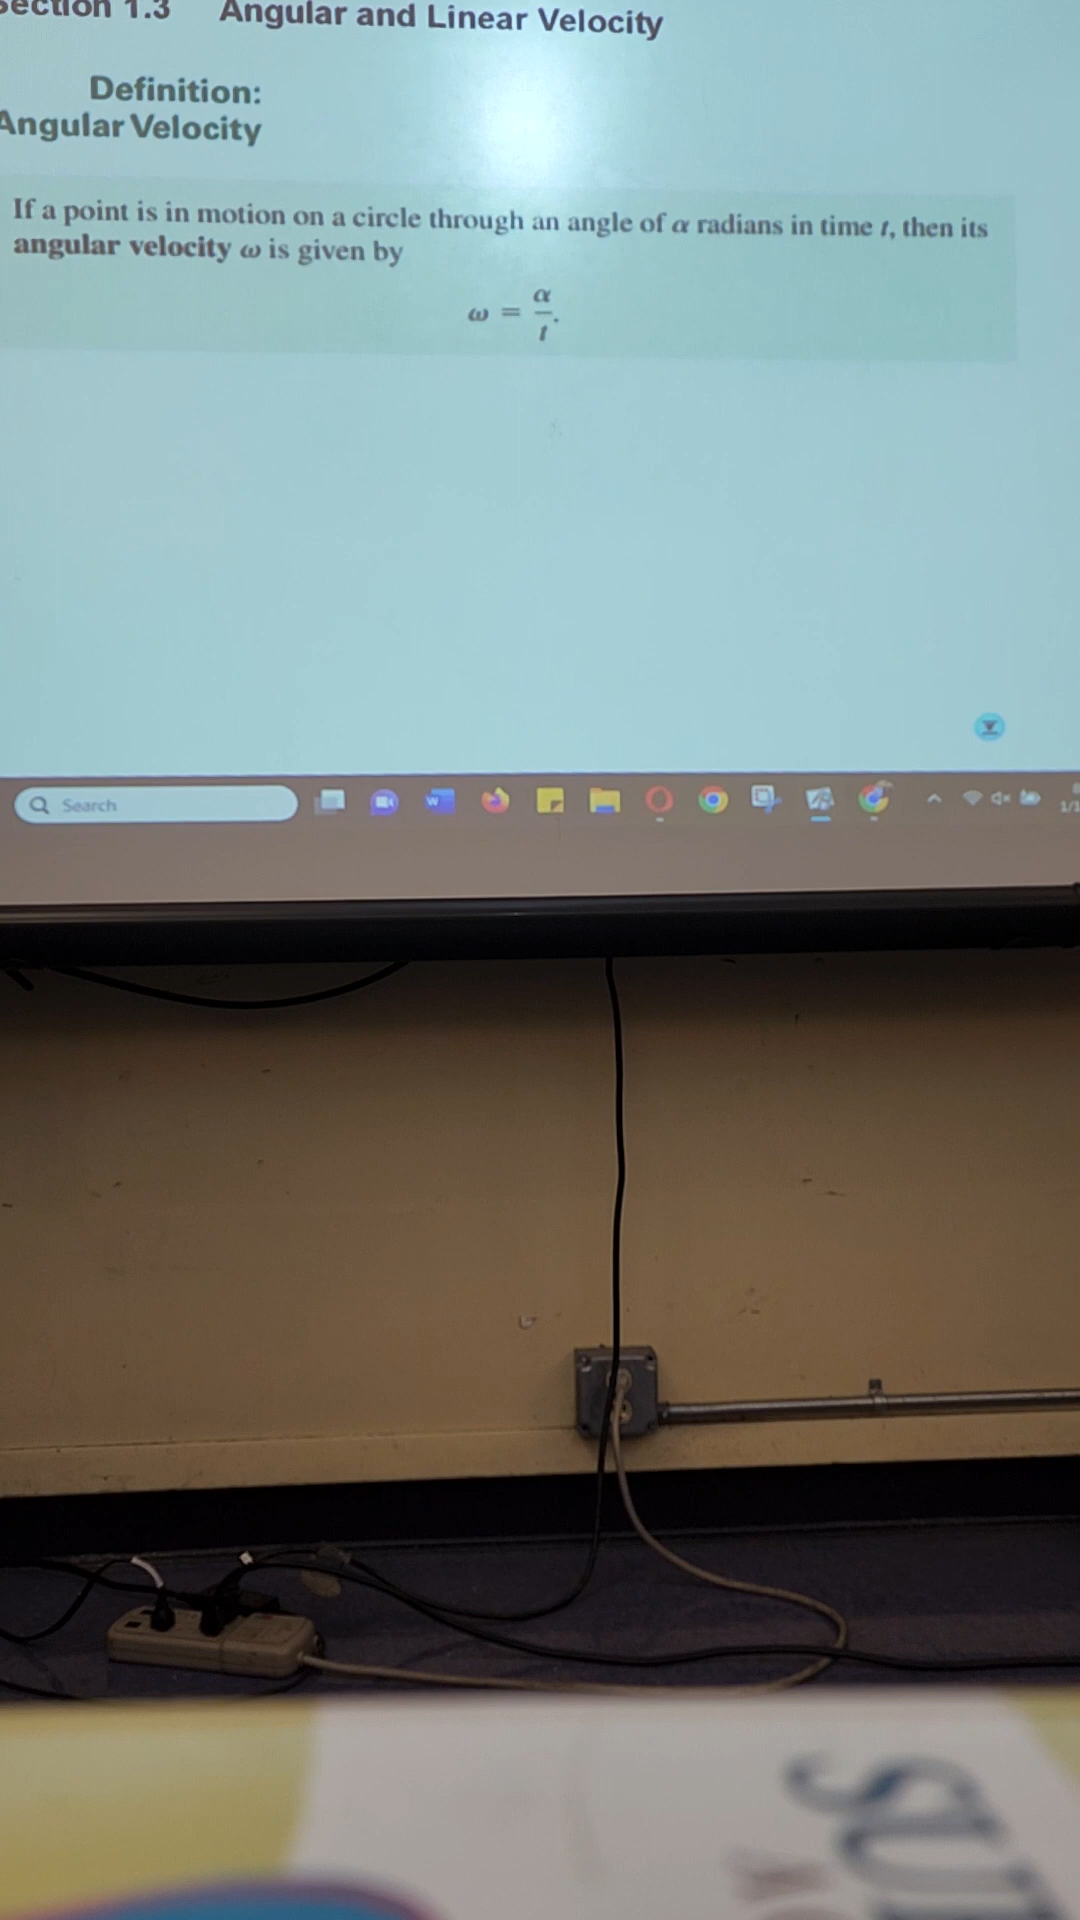 Section 1.3 Angular and Linear Velocity
Definition:
Angular Velocity
If a point is in motion on a circle through an angle of α radians in time t, then its
angular velocity ω is given by
ω = α/t.
Search